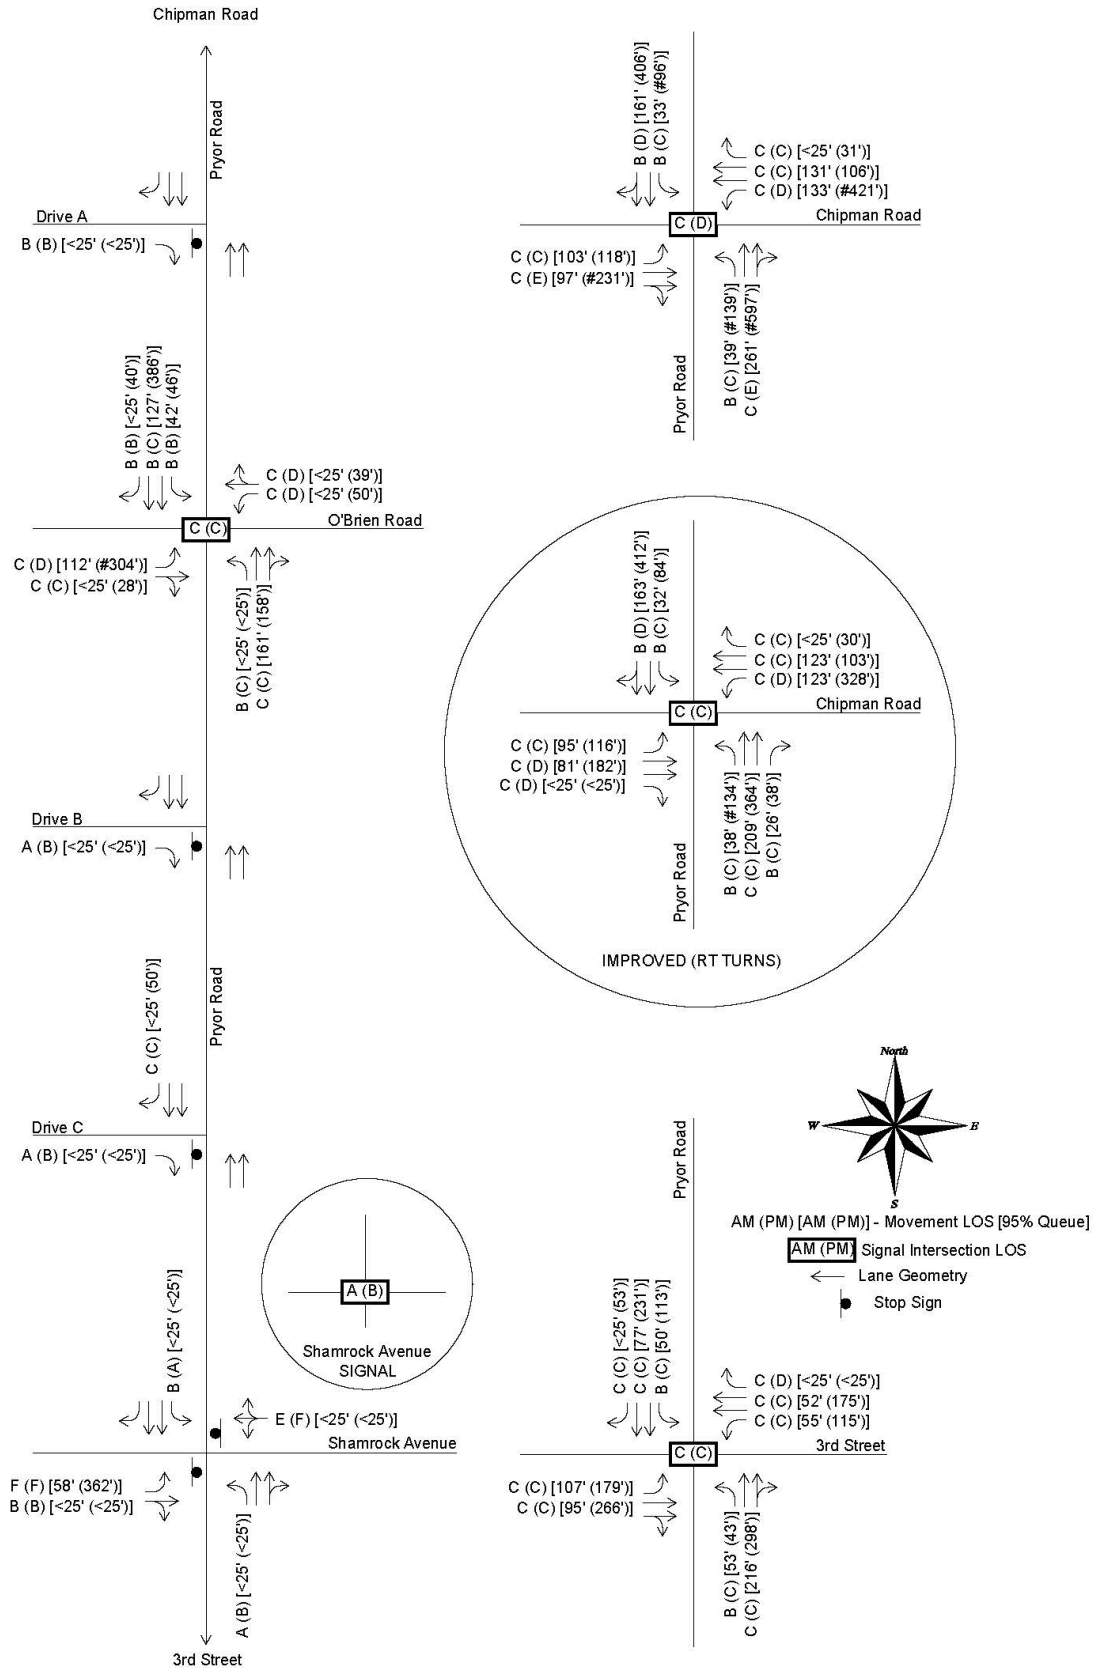 Chipman Road
Pryor Road
Drive A
B (B) [<25' (<25')]
B (B) [<25' (40')]
B (C) [127' (386')]
B (B) [42' (46')]
C (D) [<25' (39')]
C (D) [<25' (50')]
C (C)
O'Brien Road
C (D) [112' (#304')]
C (C) [<25' (28')]
B (C) [<25' (<25')]
C (C) [161' (158')]
Drive B
A (B) [<25' (<25')]
Pryor Road
C (C) [<25' (50')]
Drive C
A (B) [<25' (<25')]
A (B)
Shamrock Avenue
SIGNAL
B (A) [<25' (<25')]
E (F) [<25' (<25')]
Shamrock Avenue
F (F) [58' (362')]
B (B) [<25' (<25')]
A (B) [<25' (<25')]
3rd Street
B (D) [161' (406')]
B (C) [33' (#96')]
C (C) [<25' (31')]
C (C) [131' (106')]
C (D) [133' (#421')]
C (D)
Chipman Road
C (C) [103' (118')]
C (E) [97' (#231')]
B (C) [39' (#139')]
C (E) [261' (#597')]
Pryor Road
B (D) [163' (412')]
B (C) [32' (84')]
C (C) [<25' (30')]
C (C) [123' (103')]
C (D) [123' (328')]
C (C)
Chipman Road
C (C) [95' (116')]
C (D) [81' (182')]
C (D) [<25' (<25')]
B (C) [38' (#134')]
C (C) [209' (364')]
B (C) [26' (38')]
Pryor Road
IMPROVED (RT TURNS)
North
W
E
S
AM (PM) [AM (PM)] - Movement LOS [95% Queue]
AM (PM) Signal Intersection LOS
Lane Geometry
Stop Sign
Pryor Road
C (C) [<25' (53')]
C (C) [77' (231')]
B (C) [50' (113')]
C (D) [<25' (<25')]
C (C) [52' (175')]
C (C) [55' (115')]
C (C)
3rd Street
C (C) [107' (179')]
C (C) [95' (266')]
B (C) [53' (43')]
C (C) [216' (298')]